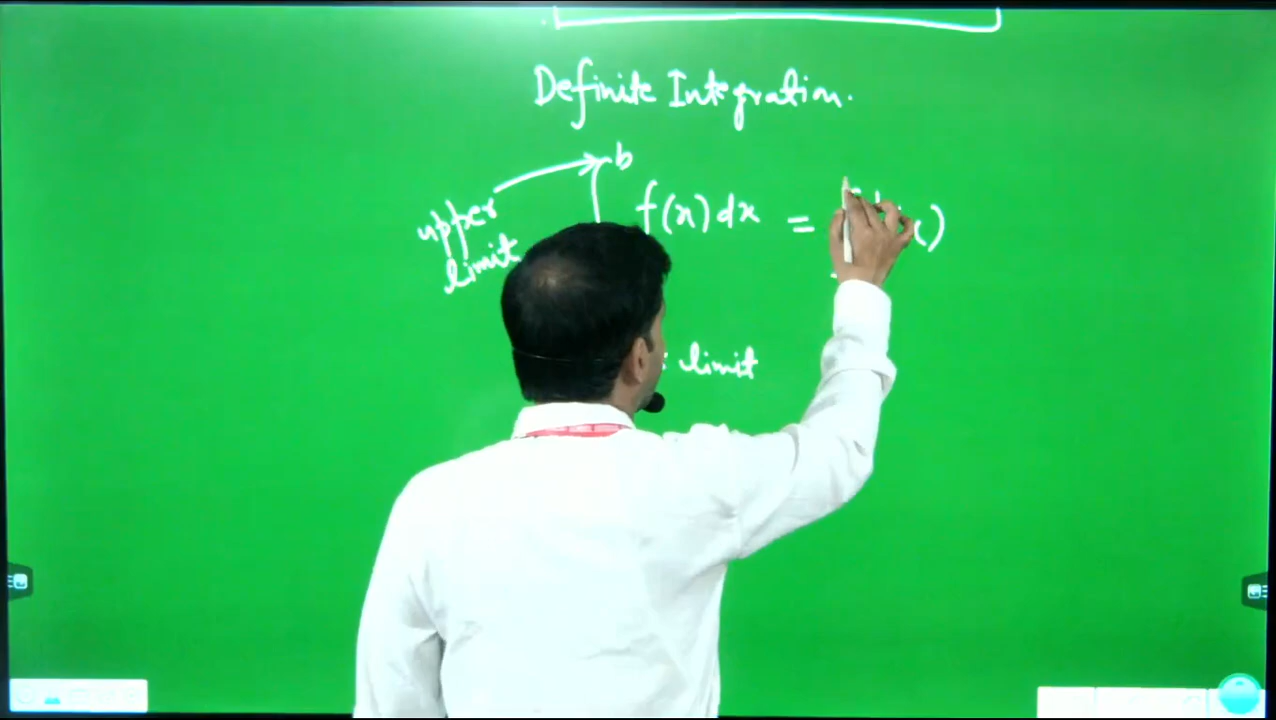 Definite Integration.
b
upper
limit
f(x) dx =
limit